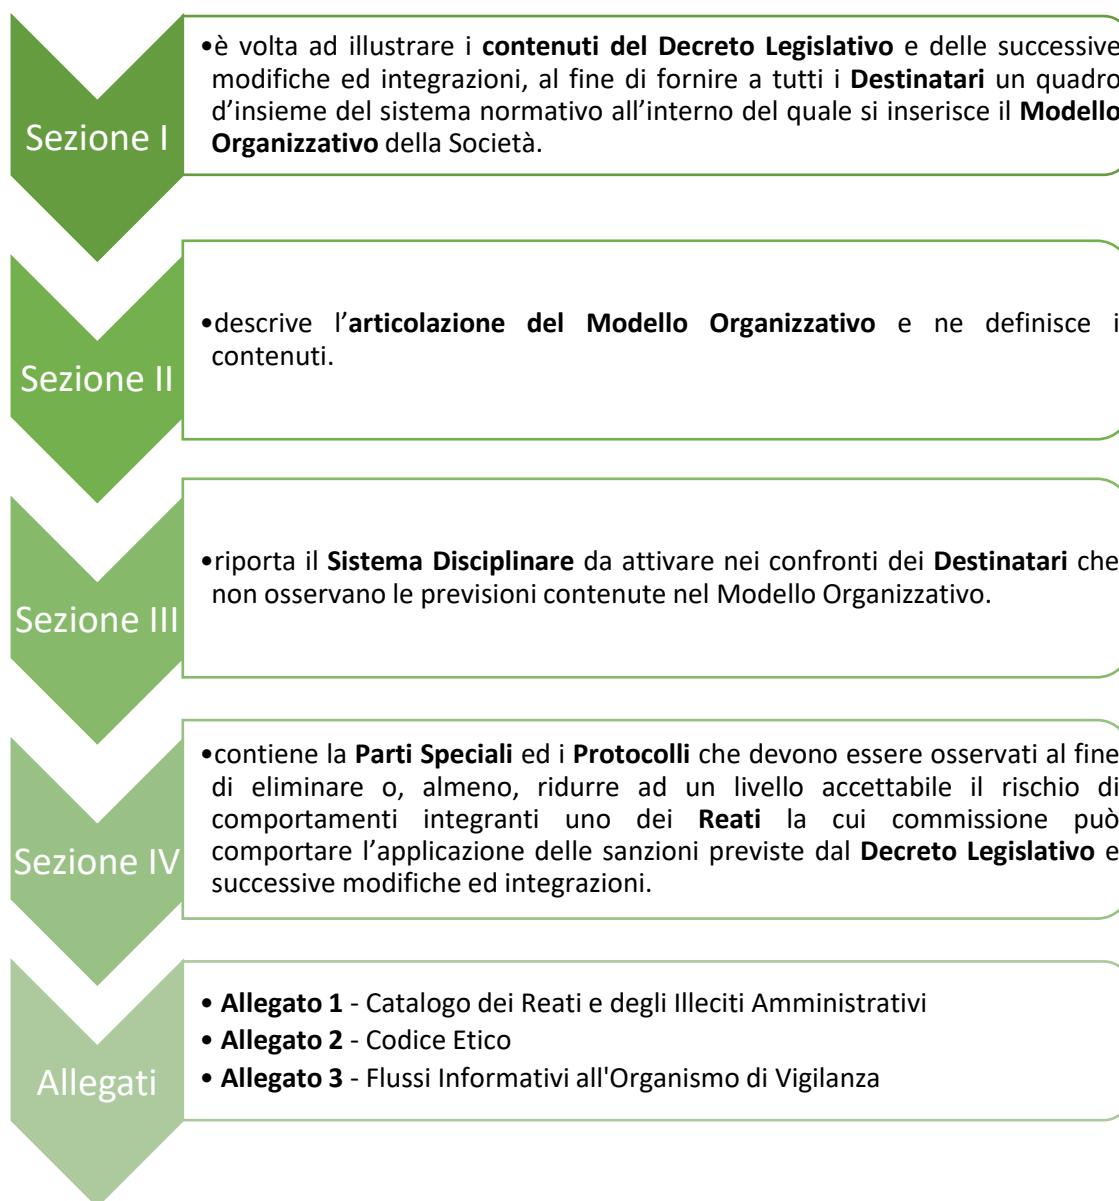 Sezione I
•è volta ad illustrare i contenuti del Decreto Legislativo e delle successive
modifiche ed integrazioni, al fine di fornire a tutti i Destinatari un quadro
d’insieme del sistema normativo all’interno del quale si inserisce il Modello
Organizzativo della Società.
Sezione II
•descrive l’articolazione del Modello Organizzativo e ne definisce i
contenuti.
Sezione III
•riporta il Sistema Disciplinare da attivare nei confronti dei Destinatari che
non osservano le previsioni contenute nel Modello Organizzativo.
Sezione IV
•contiene la Parti Speciali ed i Protocolli che devono essere osservati al fine
di eliminare o, almeno, ridurre ad un livello accettabile il rischio di
comportamenti integranti uno dei Reati la cui commissione può
comportare l’applicazione delle sanzioni previste dal Decreto Legislativo e
successive modifiche ed integrazioni.
Allegati
• Allegato 1 - Catalogo dei Reati e degli Illeciti Amministrativi
• Allegato 2 - Codice Etico
• Allegato 3 - Flussi Informativi all'Organismo di Vigilanza